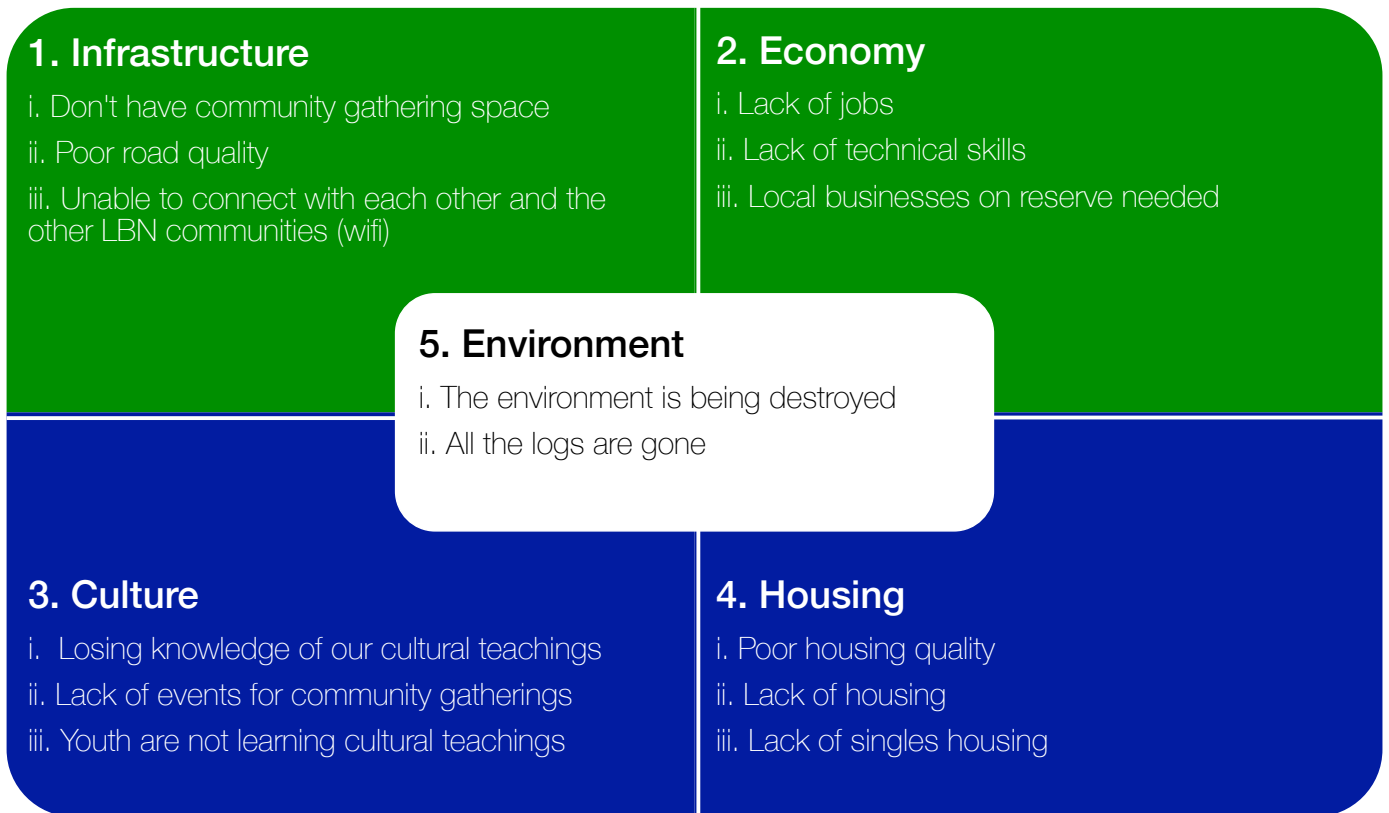 1. Infrastructure
i. Don't have community gathering space
ii. Poor road quality
iii. Unable to connect with each other and the
other LBN communities (wifi)
2. Economy
i. Lack of jobs
ii. Lack of technical skills
iii. Local businesses on reserve needed
5. Environment
i. The environment is being destroyed
ii. All the logs are gone
3. Culture
i.  Losing knowledge of our cultural teachings
ii. Lack of events for community gatherings
iii. Youth are not learning cultural teachings
4. Housing
i. Poor housing quality
ii. Lack of housing
iii. Lack of singles housing